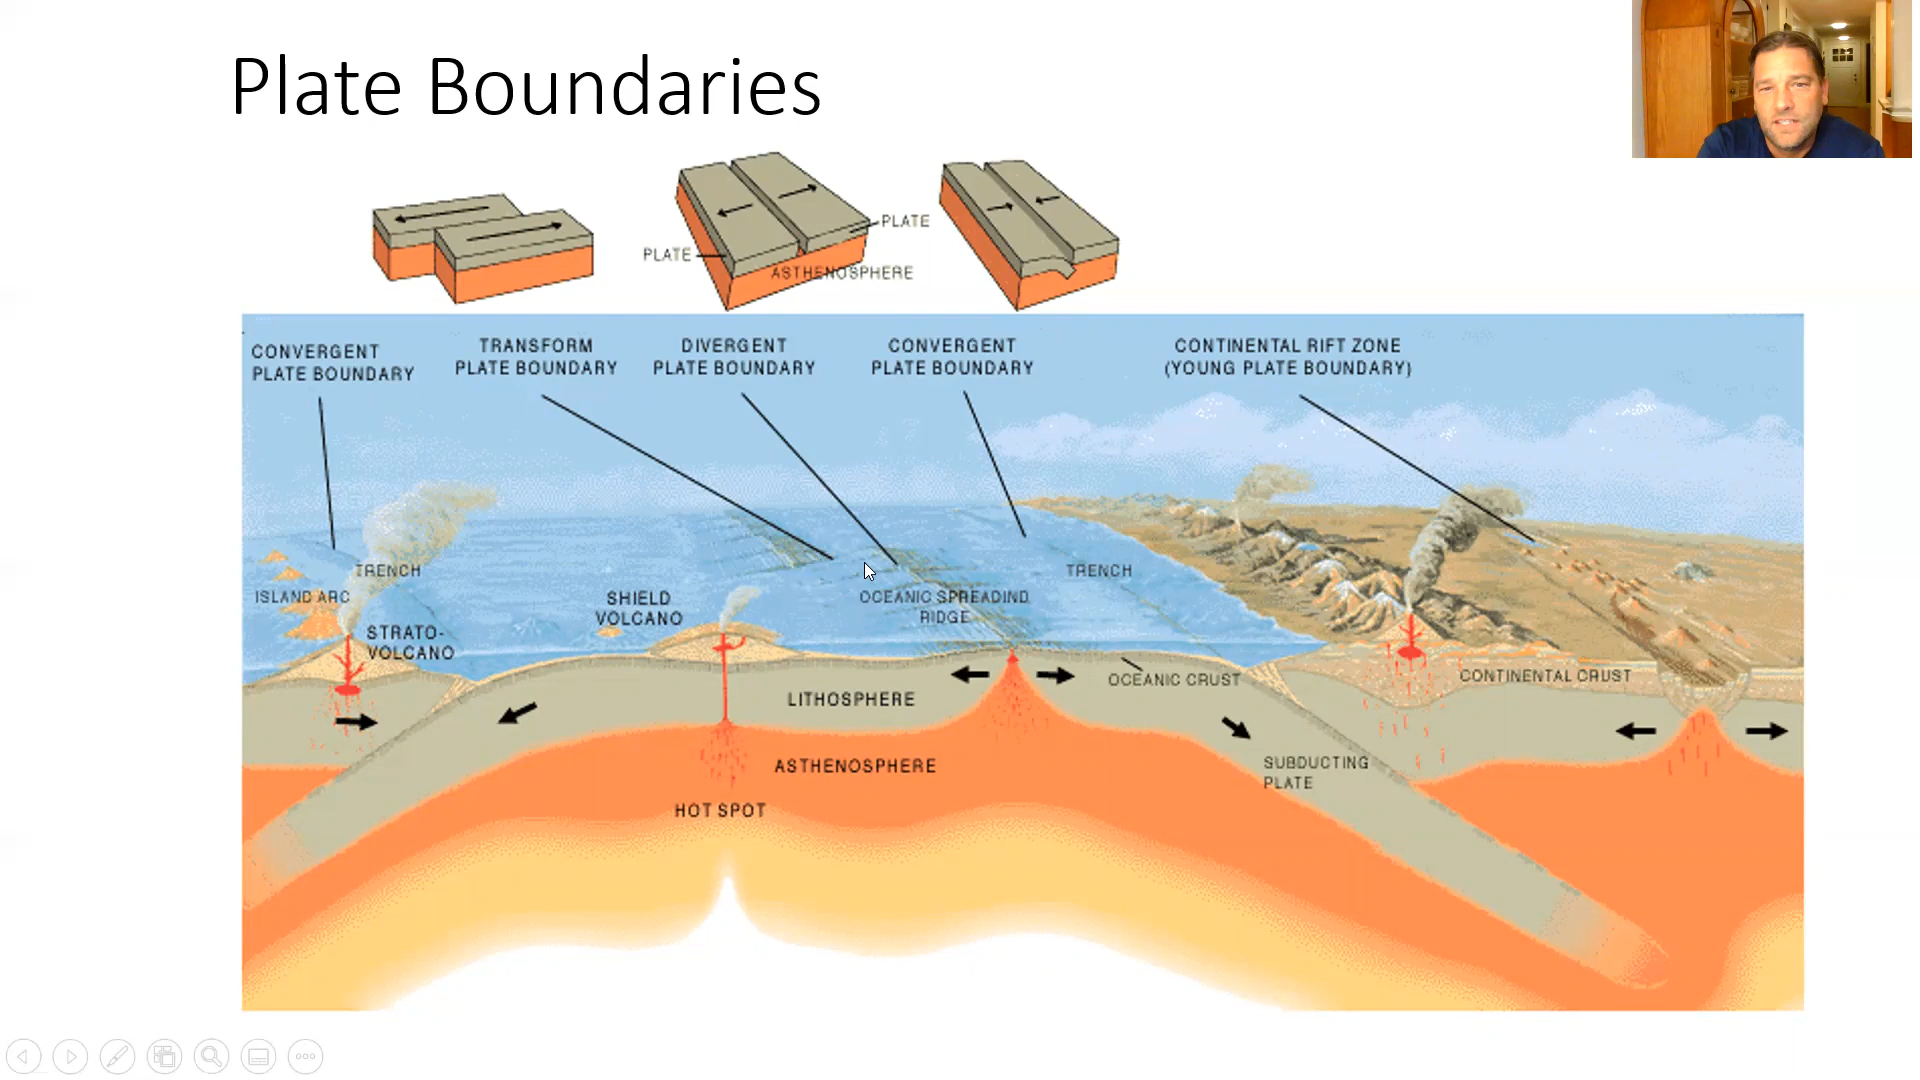 Plate Boundaries
PLATE
PLATE
ASTHENOSPHERE
CONVERGENT
PLATE BOUNDARY
TRANSFORM
PLATE BOUNDARY
DIVERGENT
PLATE BOUNDARY
CONVERGENT
PLATE BOUNDARY
CONTINENTAL RIFT ZONE
(YOUNG PLATE BOUNDARY)
TRENCH
ISLAND ARC
STRATO-
VOLCANO
SHIELD
VOLCANO
OCEANIC SPREADIND
RIDGE
TRENCH
LITHOSPHERE
OCEANIC CRUST
CONTINENTAL CRUST
ASTHENOSPHERE
SUBDUCTING
PLATE
HOT SPOT